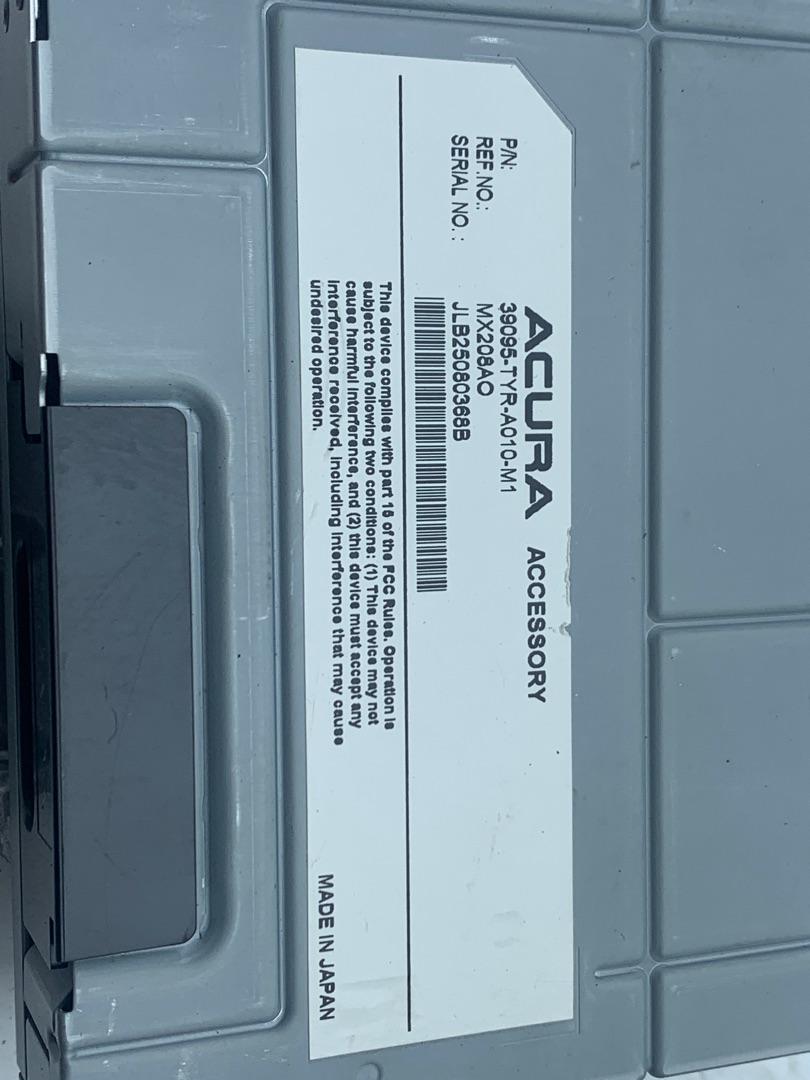 ACURA ACCESSORY
P/N: 39095-TYR-A010-M1
REF.NO.: MX208AO
SERIAL NO.: JLB25080368B
This device complies with part 15 of the FCC Rules. Operation is
subject to the following two conditions: (1) This device may not
cause harmful interference, and (2) this device must accept any
interference received, including interference that may cause
undesired operation.
MADE IN JAPAN